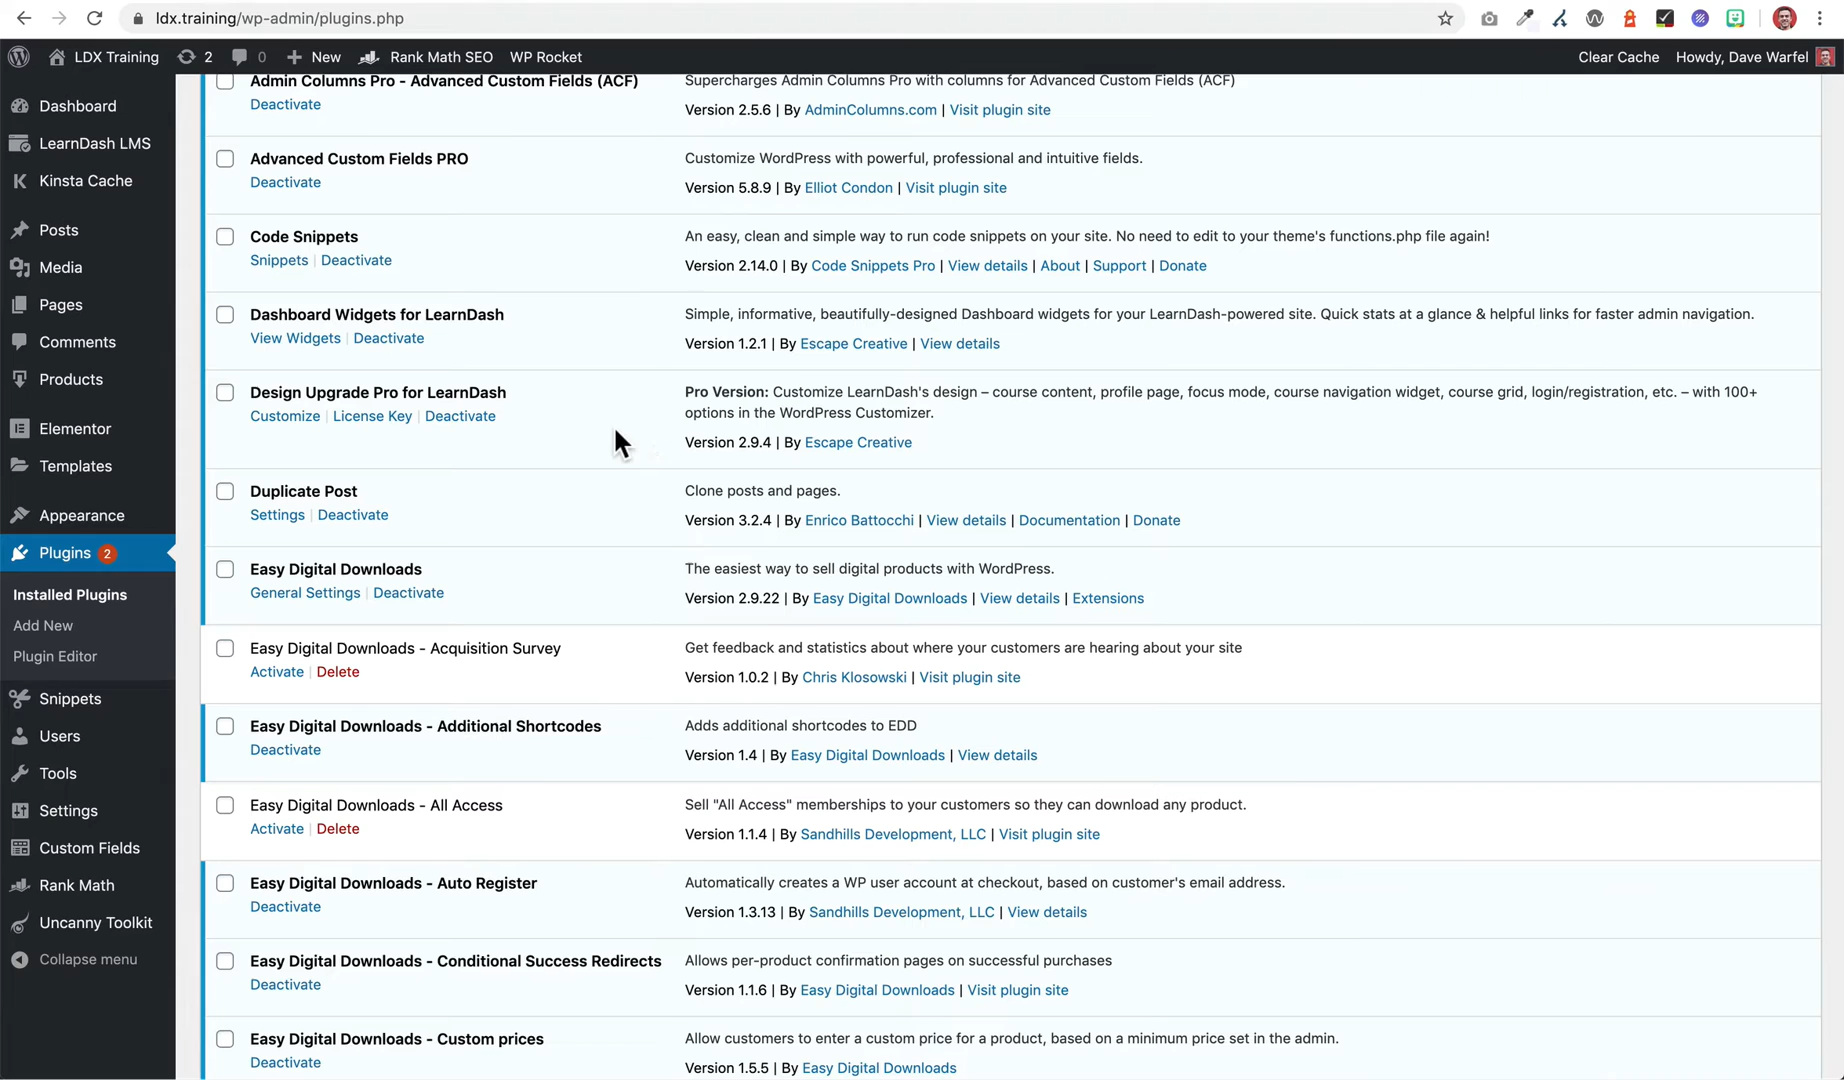 ldx.training/wp-admin/plugins.php
LDX Training 2 0 New Rank Math SEO WP Rocket Clear Cache Howdy, Dave Warfel
Dashboard
LearnDash LMS
Kinsta Cache
Posts
Media
Pages
Comments
Products
Elementor
Templates
Appearance
Plugins 2
Installed Plugins
Add New
Plugin Editor
Snippets
Users
Tools
Settings
Custom Fields
Rank Math
Uncanny Toolkit
Collapse menu
Admin Columns Pro - Advanced Custom Fields (ACF)
Deactivate
Supercharges Admin Columns Pro with columns for Advanced Custom Fields (ACF)
Version 2.5.6 | By AdminColumns.com | Visit plugin site
Advanced Custom Fields PRO
Deactivate
Customize WordPress with powerful, professional and intuitive fields.
Version 5.8.9 | By Elliot Condon | Visit plugin site
Code Snippets
Snippets | Deactivate
An easy, clean and simple way to run code snippets on your site. No need to edit to your theme's functions.php file again!
Version 2.14.0 | By Code Snippets Pro | View details | About | Support | Donate
Dashboard Widgets for LearnDash
View Widgets | Deactivate
Simple, informative, beautifully-designed Dashboard widgets for your LearnDash-powered site. Quick stats at a glance & helpful links for faster admin navigation.
Version 1.2.1 | By Escape Creative | View details
Design Upgrade Pro for LearnDash
Customize | License Key | Deactivate
Pro Version: Customize LearnDash's design – course content, profile page, focus mode, course navigation widget, course grid, login/registration, etc. – with 100+
options in the WordPress Customizer.
Version 2.9.4 | By Escape Creative
Duplicate Post
Settings | Deactivate
Clone posts and pages.
Version 3.2.4 | By Enrico Battocchi | View details | Documentation | Donate
Easy Digital Downloads
General Settings | Deactivate
The easiest way to sell digital products with WordPress.
Version 2.9.22 | By Easy Digital Downloads | View details | Extensions
Easy Digital Downloads - Acquisition Survey
Activate | Delete
Get feedback and statistics about where your customers are hearing about your site
Version 1.0.2 | By Chris Klosowski | Visit plugin site
Easy Digital Downloads - Additional Shortcodes
Deactivate
Adds additional shortcodes to EDD
Version 1.4 | By Easy Digital Downloads | View details
Easy Digital Downloads - All Access
Activate | Delete
Sell "All Access" memberships to your customers so they can download any product.
Version 1.1.4 | By Sandhills Development, LLC | Visit plugin site
Easy Digital Downloads - Auto Register
Deactivate
Automatically creates a WP user account at checkout, based on customer's email address.
Version 1.3.13 | By Sandhills Development, LLC | View details
Easy Digital Downloads - Conditional Success Redirects
Deactivate
Allows per-product confirmation pages on successful purchases
Version 1.1.6 | By Easy Digital Downloads | Visit plugin site
Easy Digital Downloads - Custom prices
Deactivate
Allow customers to enter a custom price for a product, based on a minimum price set in the admin.
Version 1.5.5 | By Easy Digital Downloads